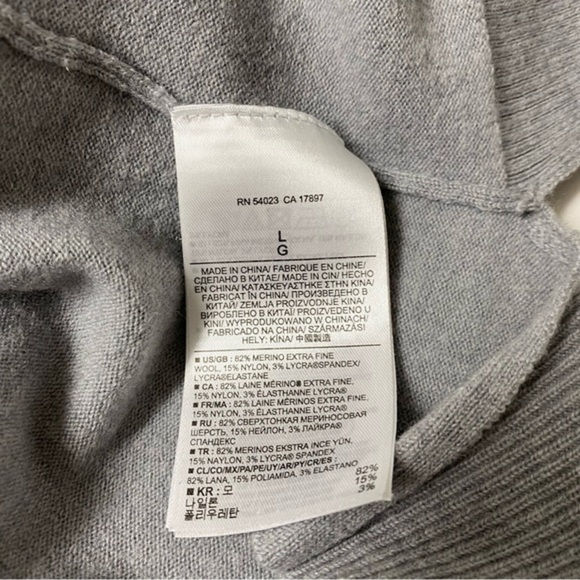 RN 54023 CA 17897
L
G
MADE IN CHINA/ FABRIQUE EN CHINE/
СДЕЛАНО В КИТАЕ/ MADE IN CIN/ HECHO
EN CHINA/ ΚΑΤΑΣΚΕΥΑΣΤΗΚΕ ΣΤΗΝ ΚΙΝΑ/
FABRICAT ÎN CHINA/ ПРОИЗВЕДЕНО В
КИТАЙ/ ZEMLJA PROIZVODNJE KINA/
ВИРОБЛЕНО В КИТАЇ/ PROIZVEDENO U
KINI/ WYPRODUKOWANO W CHINACH/
FABRICADO NA CHINA/ SZÁRMAZÁSI
HELY: KÍNA/ 中國製造
■ US/GB : 82% MERINO EXTRA FINE
WOOL, 15% NYLON, 3% LYCRA®SPANDEX/
LYCRA®ELASTANE
■ CA : 82% LAINE MÉRINOS EXTRA FINE,
15% NYLON, 3% ÉLASTHANNE LYCRA®
■ FR/MA : 82% LAINE MÉRINOS EXTRA FINE,
15% NYLON, 3% ÉLASTHANNE LYCRA®
■ RU : 82% СВЕРХТОНКАЯ МЕРИНОСОВАЯ
ШЕРСТЬ, 15% НЕЙЛОН, 3% ЛАЙКРА®
СПАНДЕКС
■ TR : 82% MERINOS EKSTRA INCE YÜN,
15% NAYLON, 3% LYCRA® SPANDEX
■ CL/CO/MX/PA/PE/UY/AR/PY/CR/ES :
82% LANA, 15% POLIAMIDA, 3% ELASTANO
■ KR : 모 82%
나일론 15%
폴리우레탄 3%